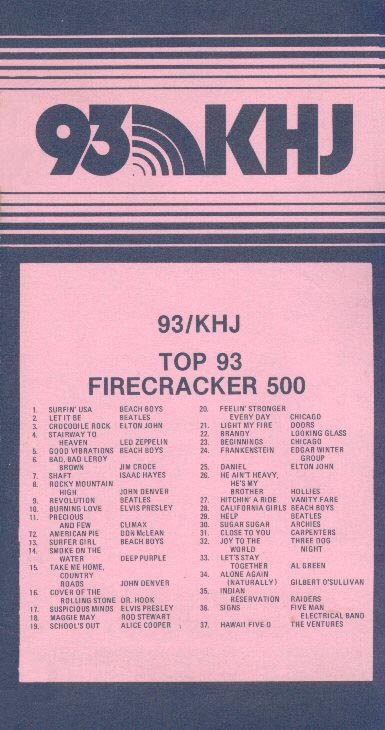 93 KHJ
93/KHJ
TOP 93
FIRECRACKER 500
1. SURFIN' USA BEACH BOYS
2. LET IT BE BEATLES
3. CROCODILE ROCK ELTON JOHN
4. STAIRWAY TO
HEAVEN LED ZEPPELIN
5. GOOD VIBRATIONS BEACH BOYS
6. BAD, BAD LEROY
BROWN JIM CROCE
7. SHAFT ISAAC HAYES
8. ROCKY MOUNTAIN
HIGH JOHN DENVER
9. REVOLUTION BEATLES
10. BURNING LOVE ELVIS PRESLEY
11. PRECIOUS
AND FEW CLIMAX
12. AMERICAN PIE DON McLEAN
13. SURFER GIRL BEACH BOYS
14. SMOKE ON THE
WATER DEEP PURPLE
15. TAKE ME HOME,
COUNTRY
ROADS JOHN DENVER
16. COVER OF THE
ROLLING STONE DR. HOOK
17. SUSPICIOUS MINDS ELVIS PRESLEY
18. MAGGIE MAY ROD STEWART
19. SCHOOL'S OUT ALICE COOPER
20. FEELIN' STRONGER
EVERY DAY CHICAGO
21. LIGHT MY FIRE DOORS
22. BRANDY LOOKING GLASS
23. BEGINNINGS CHICAGO
24. FRANKENSTEIN EDGAR WINTER
GROUP
25. DANIEL ELTON JOHN
26. HE AIN'T HEAVY,
HE'S MY
BROTHER HOLLIES
27. HITCHIN' A RIDE VANITY FARE
28. CALIFORNIA GIRLS BEACH BOYS
29. HELP BEATLES
30. SUGAR SUGAR ARCHIES
31. CLOSE TO YOU CARPENTERS
32. JOY TO THE THREE DOG
WORLD NIGHT
33. LET'S STAY
TOGETHER AL GREEN
34. ALONE AGAIN
(NATURALLY) GILBERT O'SULLIVAN
35. INDIAN
RESERVATION RAIDERS
36. SIGNS FIVE MAN
ELECTRICAL BAND
37. HAWAII FIVE O THE VENTURES